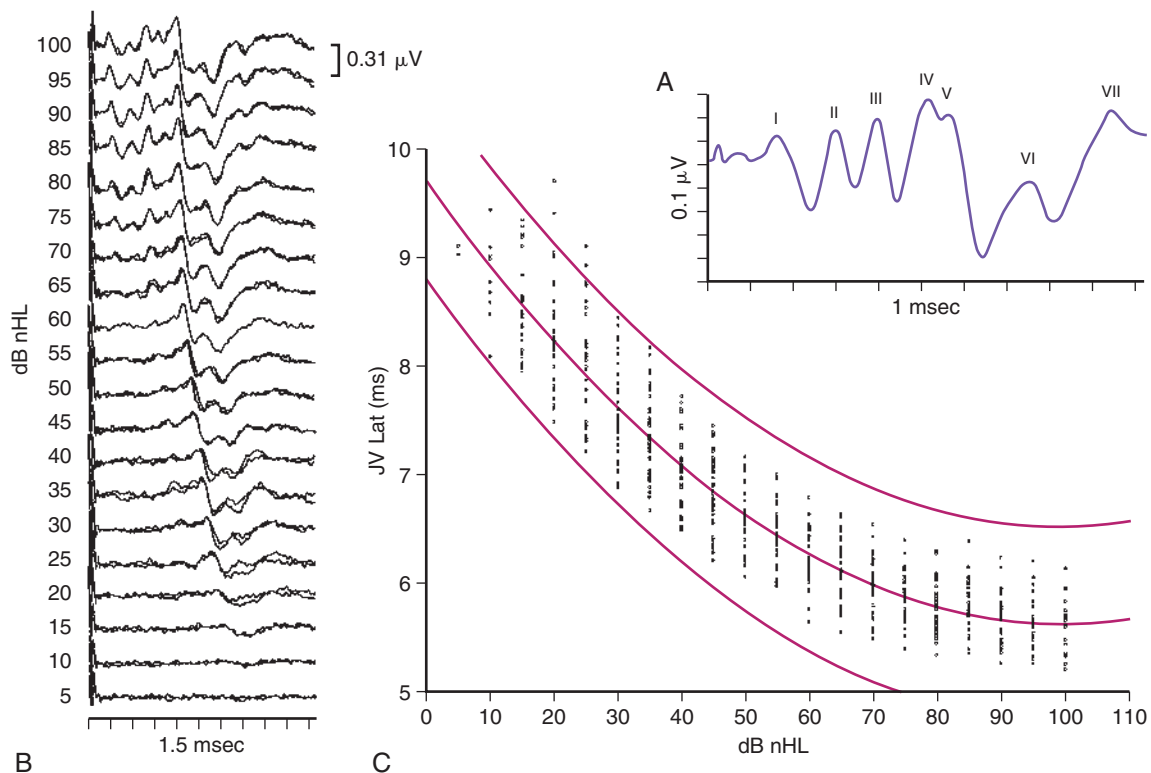 100
95
90
85
80
75
70
65
60
55
50
45
40
35
30
25
20
15
10
5
dB nHL
0.31 μV
1.5 msec
B
A
I
II
III
IV
V
VI
VII
0.1 μV
1 msec
10
9
8
7
6
5
JV Lat (ms)
0 10 20 30 40 50 60 70 80 90 100 110
dB nHL
C